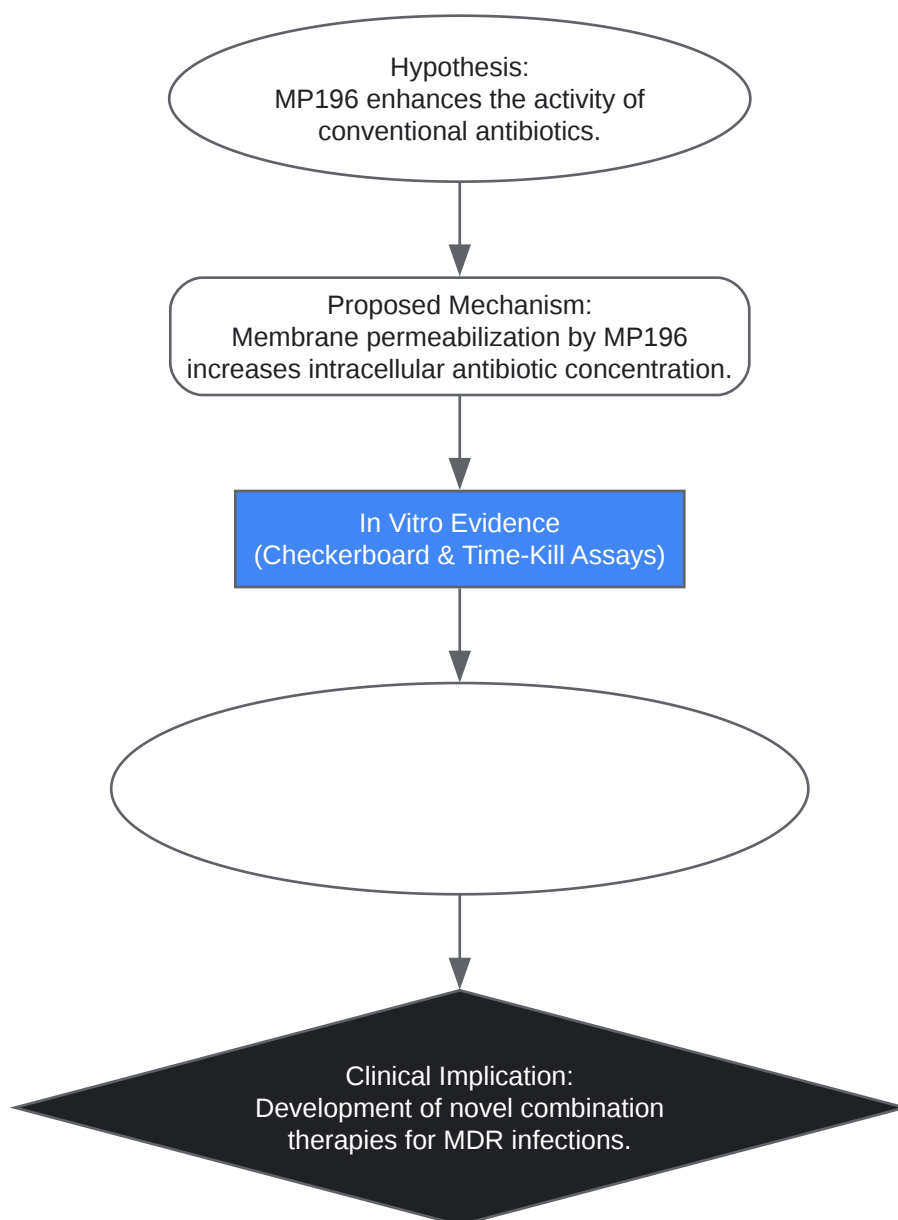 Hypothesis:
MP196 enhances the activity of
conventional antibiotics.
Proposed Mechanism:
Membrane permeabilization by MP196
increases intracellular antibiotic concentration.
In Vitro Evidence
(Checkerboard & Time-Kill Assays)
Clinical Implication:
Development of novel combination
therapies for MDR infections.